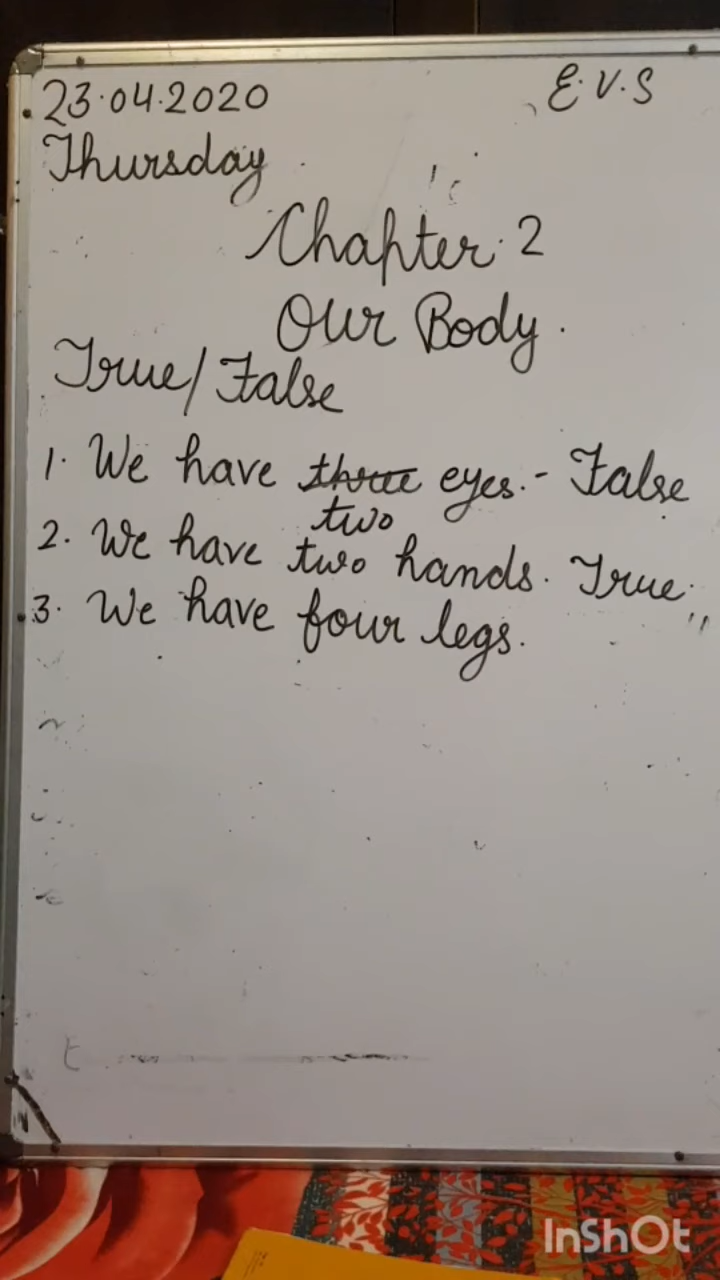 23.04.2020 E.V.S
Thursday
Chapter.2
Our Body.
True/False
1. We have three eyes. - False
two
2. We have two hands. True.
3. We have four legs.
InShOt